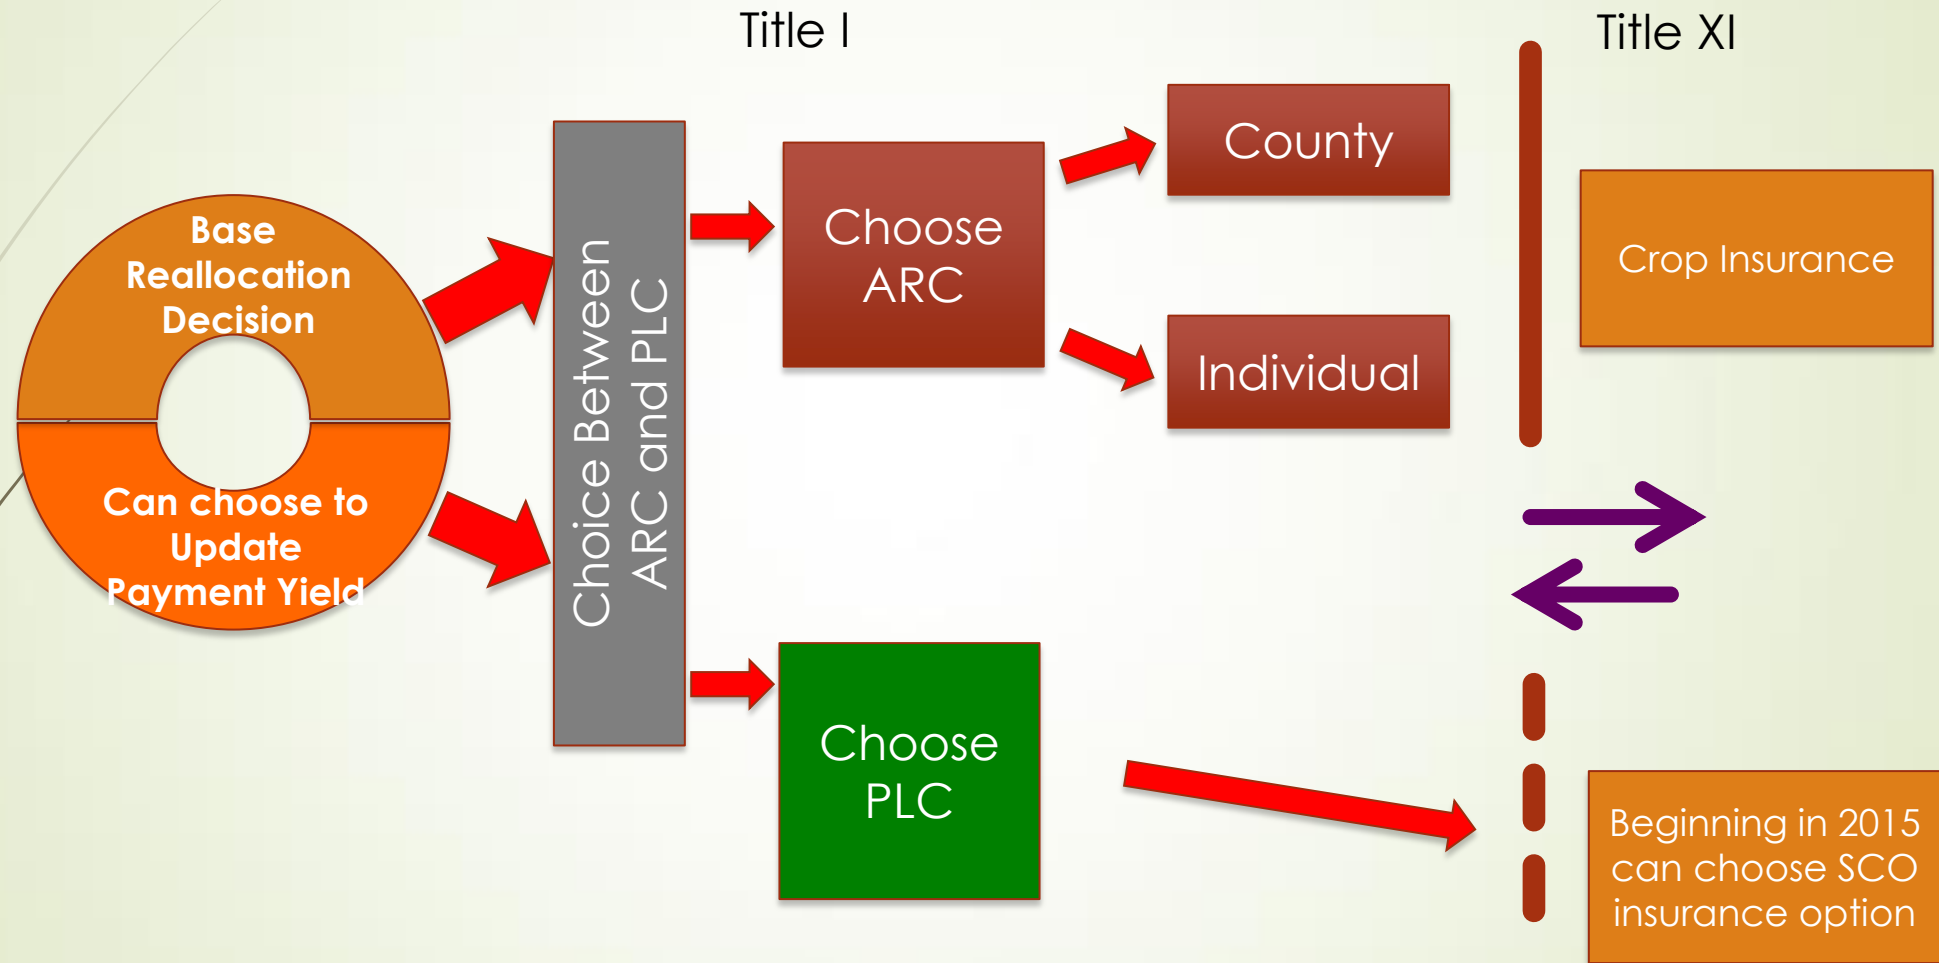 Title I
Title XI
Base
Reallocation
Decision
Can choose to
Update
Payment Yield
Choice Between
ARC and PLC
Choose
ARC
County
Individual
Choose
PLC
Crop Insurance
Beginning in 2015
can choose SCO
insurance option